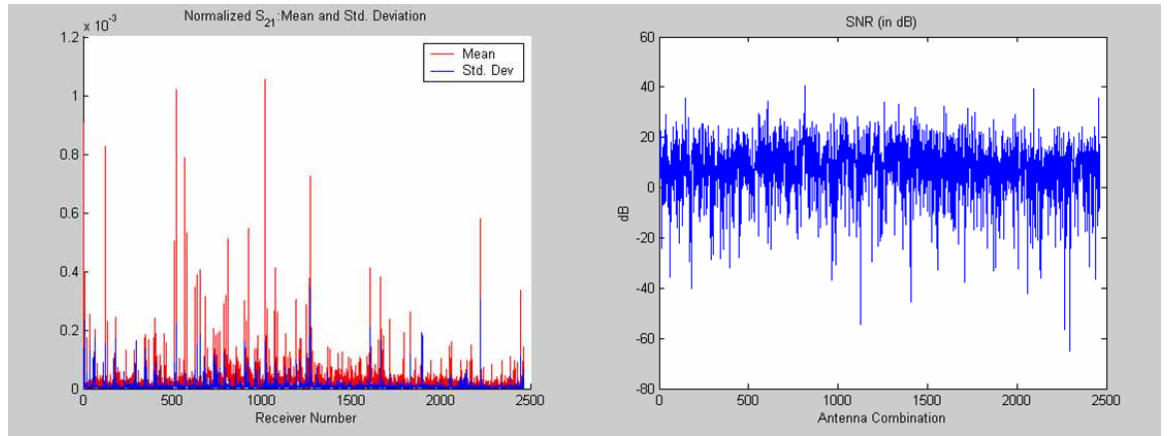 Normalized S21:Mean and Std. Deviation
x 10-3
1.2
1
0.8
0.6
0.4
0.2
0
Mean
Std. Dev
0 500 1000 1500 2000 2500
Receiver Number
SNR (in dB)
60
40
20
0
-20
-40
-60
-80
dB
0 500 1000 1500 2000 2500
Antenna Combination